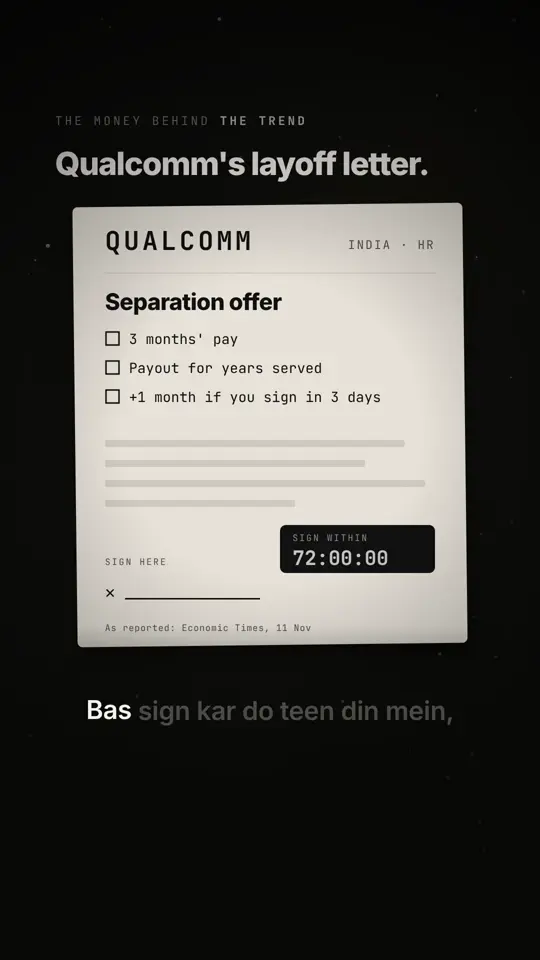 THE MONEY BEHIND THE TREND
Qualcomm's layoff letter.
QUALCOMM
INDIA · HR
Separation offer
3 months' pay
Payout for years served
+1 month if you sign in 3 days
SIGN WITHIN
72:00:00
SIGN HERE
×
As reported: Economic Times, 11 Nov
Bas sign kar do teen din mein,